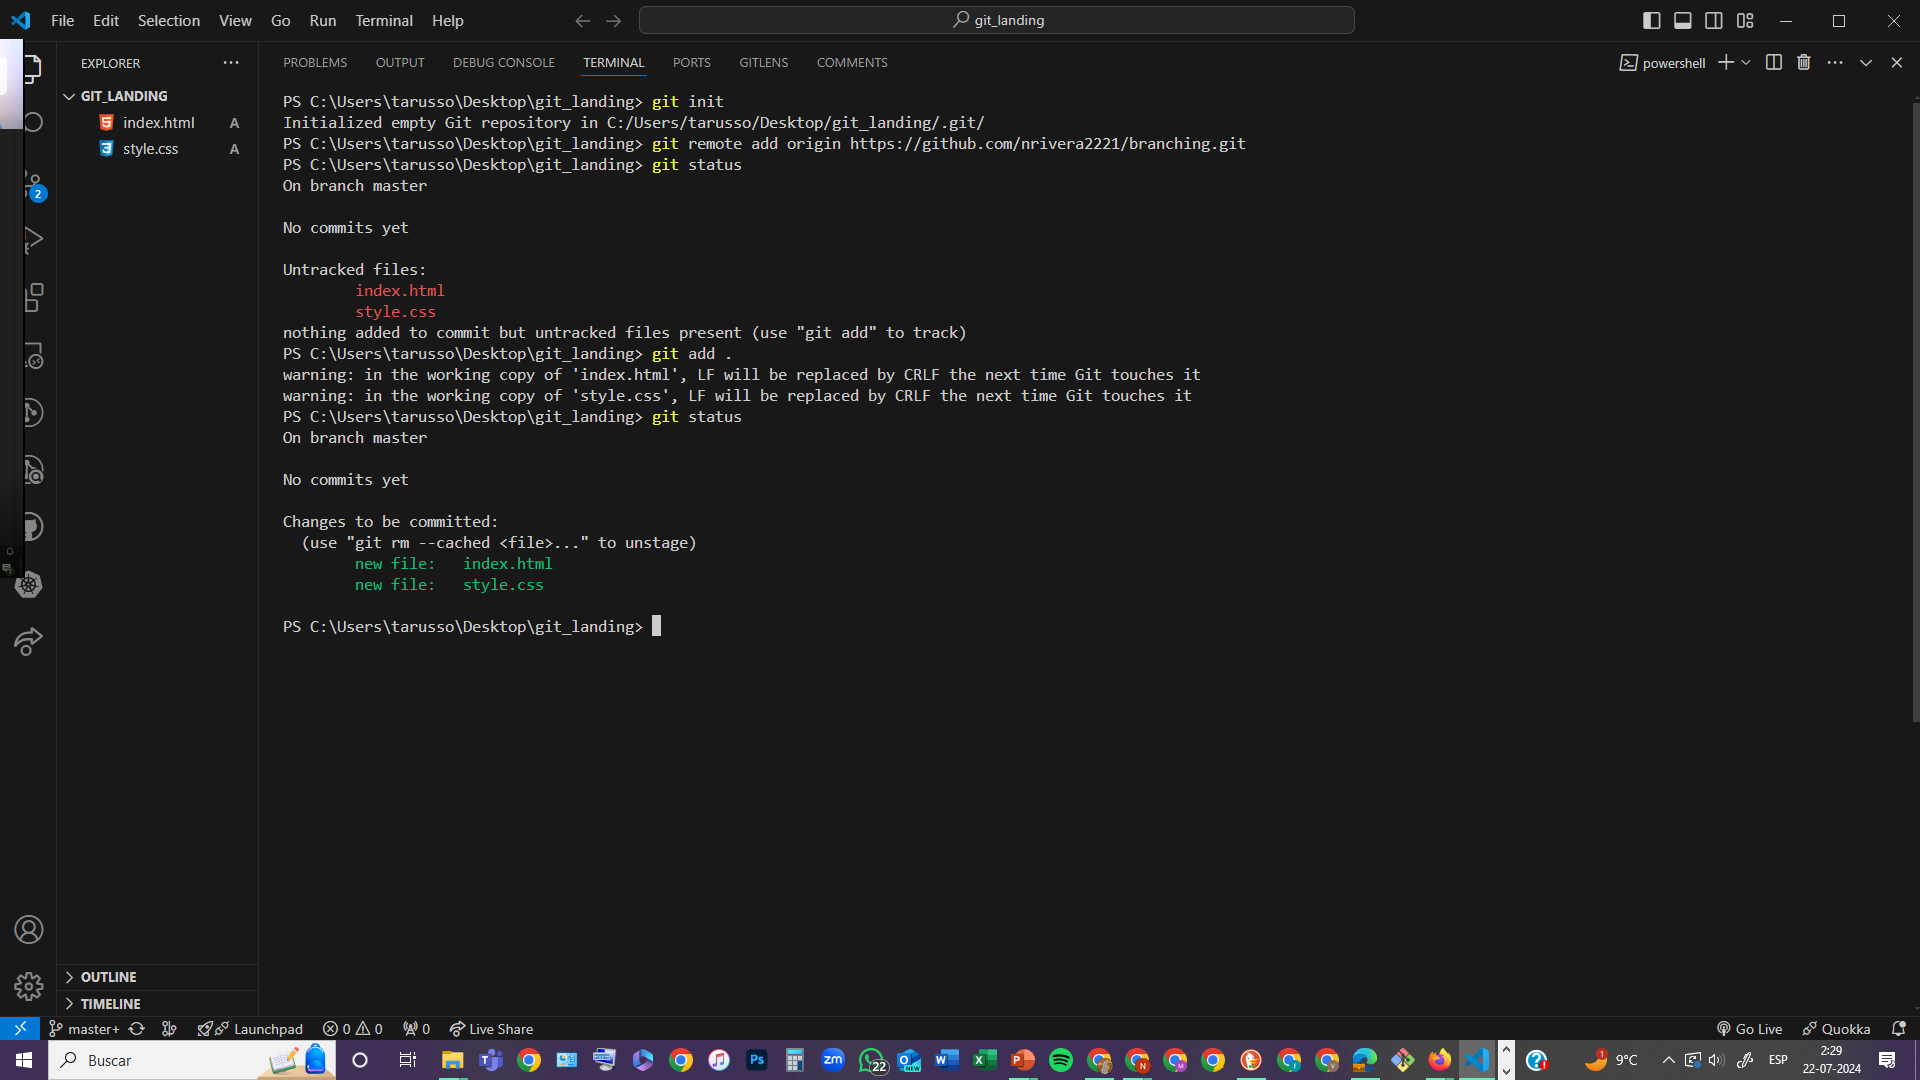 File Edit Selection View Go Run Terminal Help
git_landing
EXPLORER
PROBLEMS OUTPUT DEBUG CONSOLE TERMINAL PORTS GITLENS COMMENTS
powershell
GIT_LANDING
index.html A
style.css A
2
PS C:\Users\tarusso\Desktop\git_landing> git init
Initialized empty Git repository in C:/Users/tarusso/Desktop/git_landing/.git/
PS C:\Users\tarusso\Desktop\git_landing> git remote add origin https://github.com/nrivera2221/branching.git
PS C:\Users\tarusso\Desktop\git_landing> git status
On branch master
No commits yet
Untracked files:
index.html
style.css
nothing added to commit but untracked files present (use "git add" to track)
PS C:\Users\tarusso\Desktop\git_landing> git add .
warning: in the working copy of 'index.html', LF will be replaced by CRLF the next time Git touches it
warning: in the working copy of 'style.css', LF will be replaced by CRLF the next time Git touches it
PS C:\Users\tarusso\Desktop\git_landing> git status
On branch master
No commits yet
Changes to be committed:
(use "git rm --cached <file>..." to unstage)
new file: index.html
new file: style.css
PS C:\Users\tarusso\Desktop\git_landing>
OUTLINE
TIMELINE
master+ Launchpad 0 0 0 Live Share
Go Live Quokka
Buscar
Ps zm 22 NEW
9°C
ESP
2:29
22-07-2024